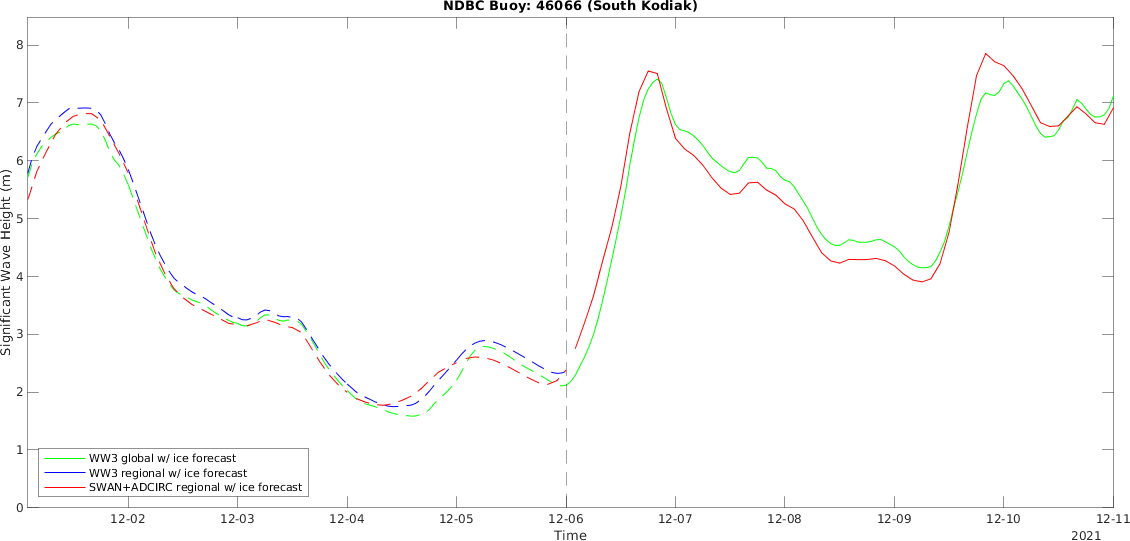 NDBC Buoy: 46066 (South Kodiak)
Significant Wave Height (m)
8
7
6
5
4
3
2
1
0
WW3 global w/ ice forecast
WW3 regional w/ ice forecast
SWAN+ADCIRC regional w/ ice forecast
12-02 12-03 12-04 12-05 12-06 12-07 12-08 12-09 12-10 12-11
Time
2021